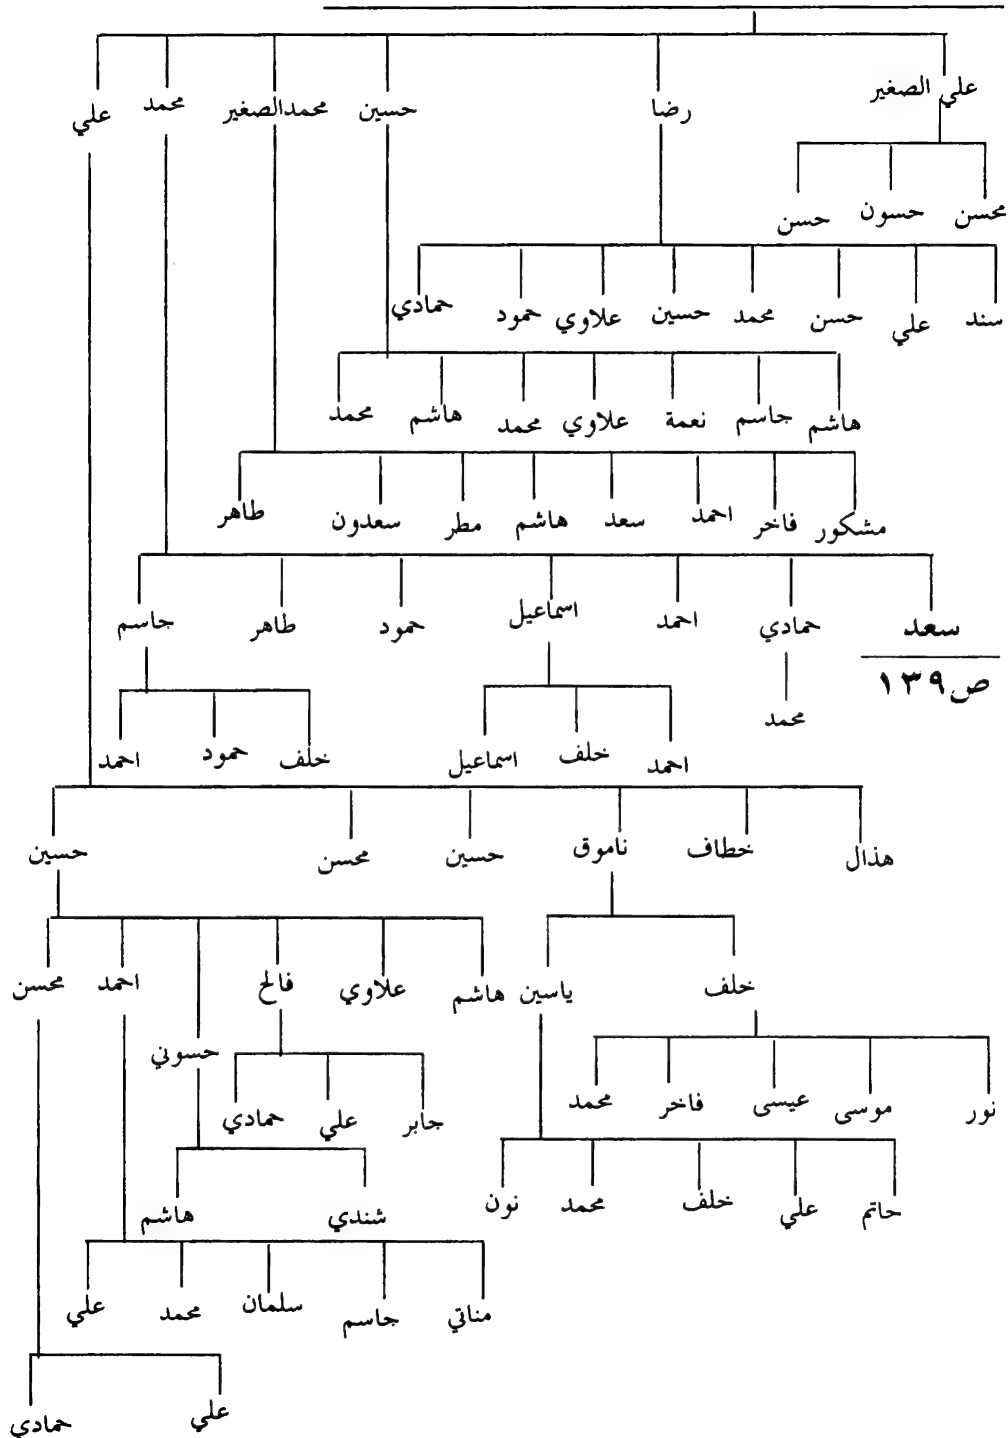 علي الصغير رضا حسين محمد الصغير محمد علي
محسن حسون حسن
سند علي حسن محمد حسين علاوي حمود حمادي
هاشم جاسم نعمة علاوي محمد هاشم محمد
مشكور فاخر احمد سعد هاشم مطر سعدون طاهر
سعد حمادي احمد اسماعيل حمود طاهر جاسم
ص١٣٩
محمد
احمد خلف اسماعيل خلف حمود احمد
هذال خطاف ناموق حسين محسن حسين
خلف ياسين هاشم علاوي فالح احمد محسن
حسوني
نور موسى عيسى فاخر محمد جابر علي حمادي
حاتم علي خلف محمد نون شندي هاشم
مناتي جاسم سلمان محمد علي
علي حمادي